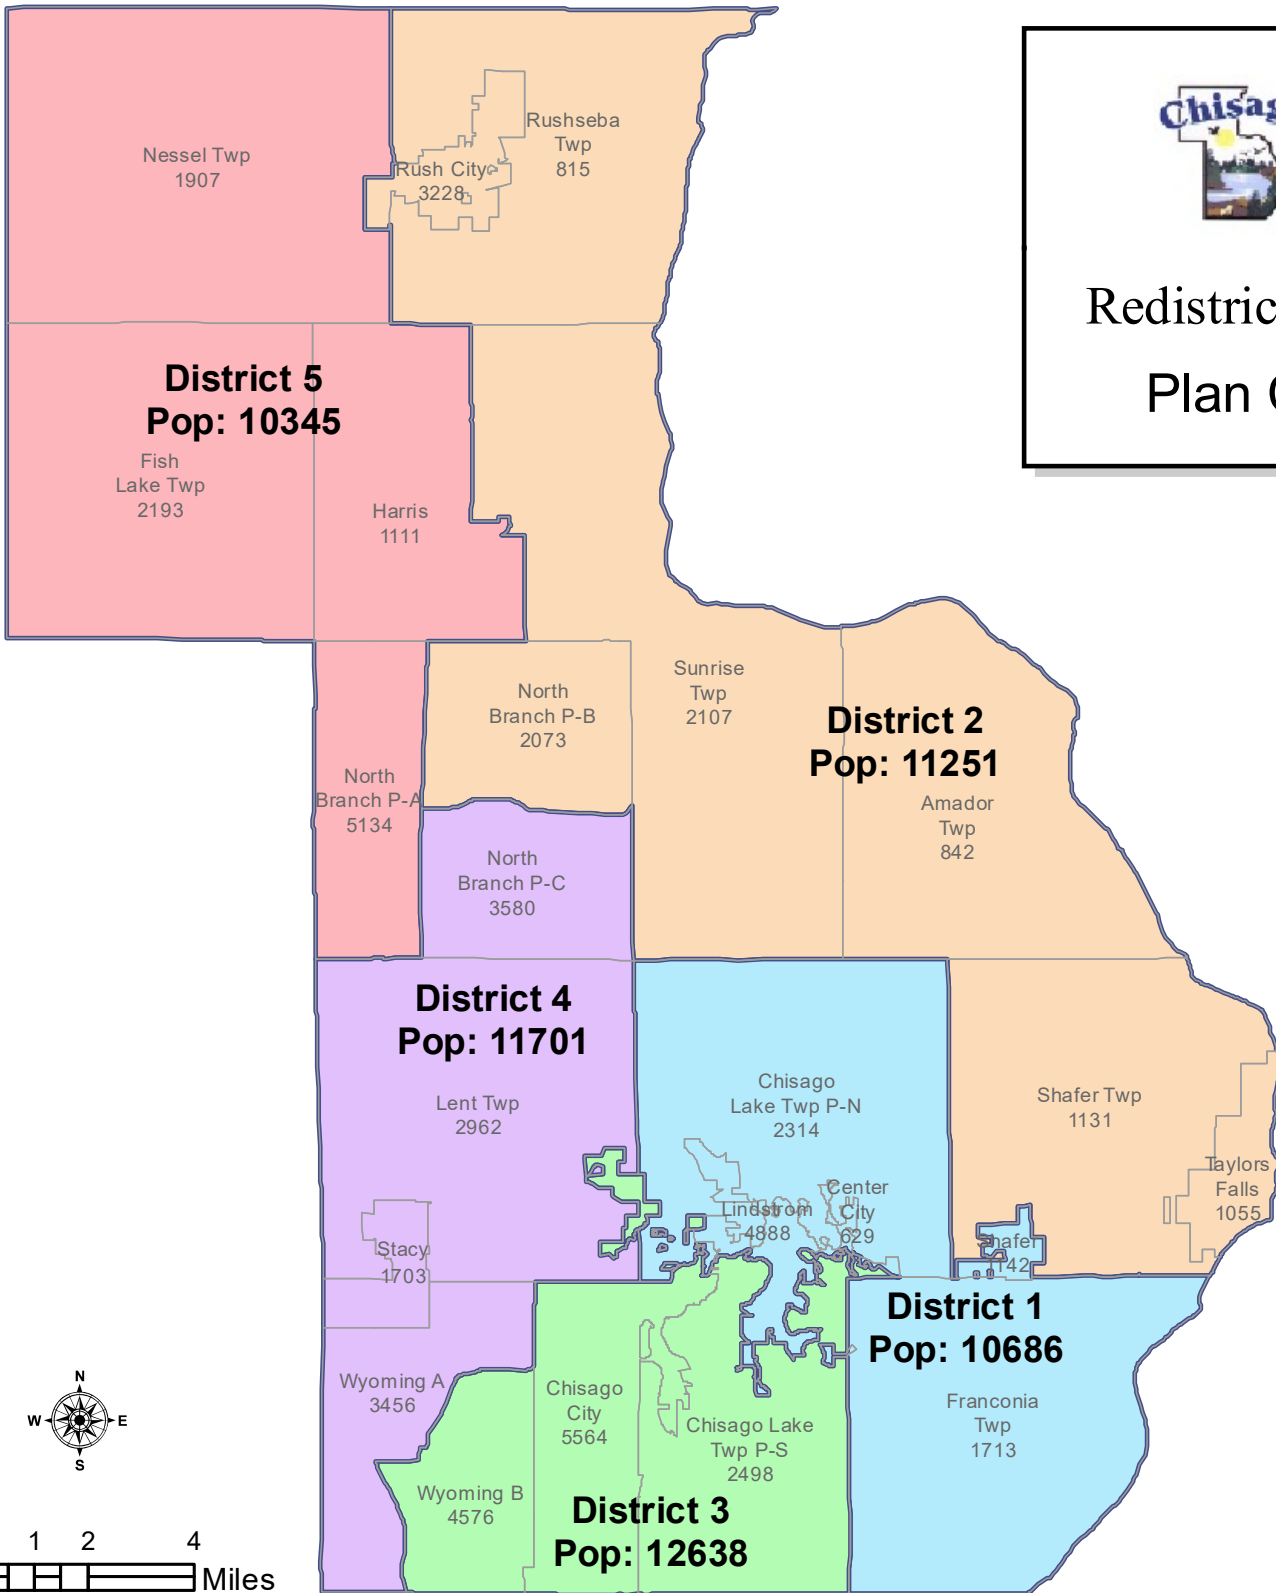 Chisag
Redistric
Plan
Nessel Twp
1907
Rushseba
Twp
815
Rush City
3228
District 5
Pop: 10345
Fish
Lake Twp
2193
Harris
1111
North
Branch P-B
2073
Sunrise
Twp
2107
District 2
Pop: 11251
North
Branch P-A
5134
Amador
Twp
842
North
Branch P-C
3580
District 4
Pop: 11701
Lent Twp
2962
Chisago
Lake Twp P-N
2314
Shafer Twp
1131
Taylors
Falls
1055
Center
City
629
Lindstrom
4888
Stacy
1703
Shafer
1142
District 1
Pop: 10686
Wyoming A
3456
Chisago
City
5564
Chisago Lake
Twp P-S
2498
Franconia
Twp
1713
Wyoming B
4576
District 3
Pop: 12638
N
W E
S
1 2 4
Miles